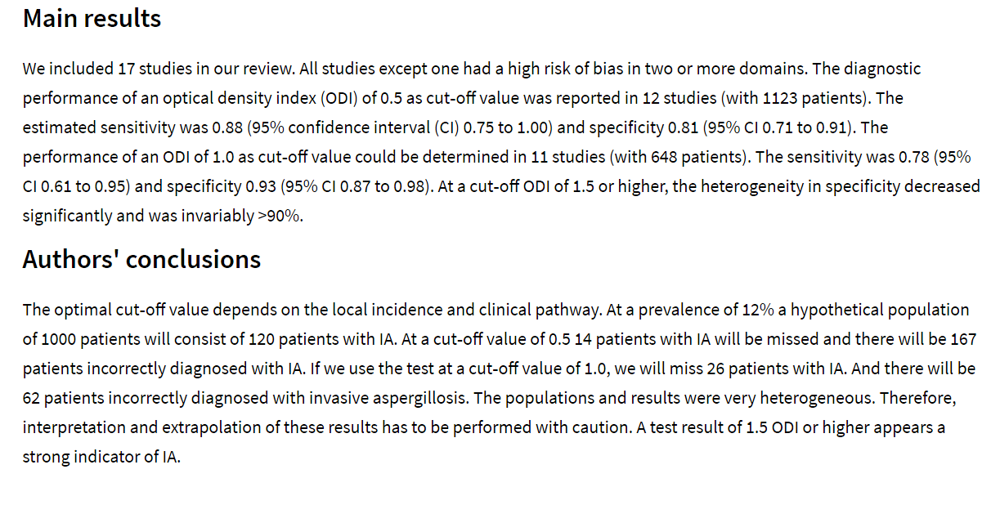 Main results
We included 17 studies in our review. All studies except one had a high risk of bias in two or more domains. The diagnostic
performance of an optical density index (ODI) of 0.5 as cut-off value was reported in 12 studies (with 1123 patients). The
estimated sensitivity was 0.88 (95% confidence interval (CI) 0.75 to 1.00) and specificity 0.81 (95% CI 0.71 to 0.91). The
performance of an ODI of 1.0 as cut-off value could be determined in 11 studies (with 648 patients). The sensitivity was 0.78 (95%
CI 0.61 to 0.95) and specificity 0.93 (95% CI 0.87 to 0.98). At a cut-off ODI of 1.5 or higher, the heterogeneity in specificity decreased
significantly and was invariably >90%.
Authors' conclusions
The optimal cut-off value depends on the local incidence and clinical pathway. At a prevalence of 12% a hypothetical population
of 1000 patients will consist of 120 patients with IA. At a cut-off value of 0.5 14 patients with IA will be missed and there will be 167
patients incorrectly diagnosed with IA. If we use the test at a cut-off value of 1.0, we will miss 26 patients with IA. And there will be
62 patients incorrectly diagnosed with invasive aspergillosis. The populations and results were very heterogeneous. Therefore,
interpretation and extrapolation of these results has to be performed with caution. A test result of 1.5 ODI or higher appears a
strong indicator of IA.